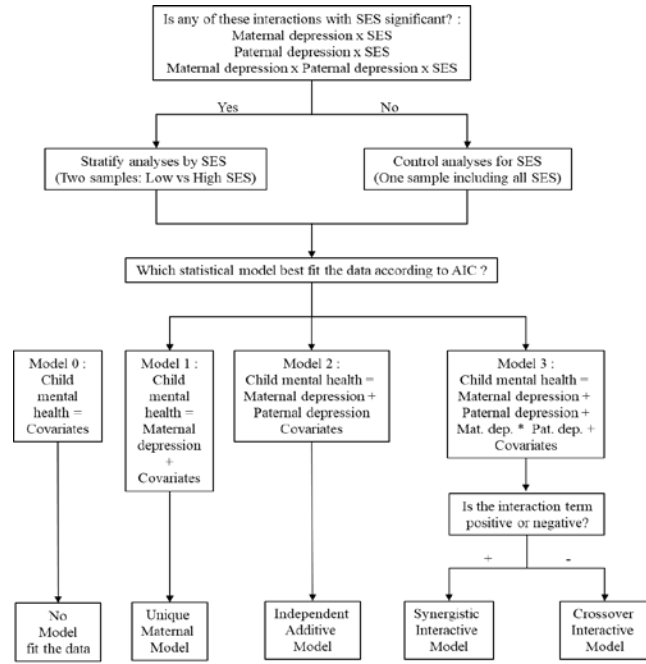 Is any of these interactions with SES significant? :
Maternal depression x SES
Paternal depression x SES
Maternal depression x Paternal depression x SES
Yes
No
Stratify analyses by SES
(Two samples: Low vs High SES)
Control analyses for SES
(One sample including all SES)
Which statistical model best fit the data according to AIC ?
Model 0 :
Child
mental
health =
Covariates
Model 1 :
Child
mental
health =
Maternal
depression
+
Covariates
Model 2 :
Child mental health =
Maternal depression +
Paternal depression
Covariates
Model 3 :
Child mental health =
Maternal depression +
Paternal depression +
Mat. dep. * Pat. dep. +
Covariates
Is the interaction term
positive or negative?
+
-
No
Model
fit the data
Unique
Maternal
Model
Independent
Additive
Model
Synergistic
Interactive
Model
Crossover
Interactive
Model